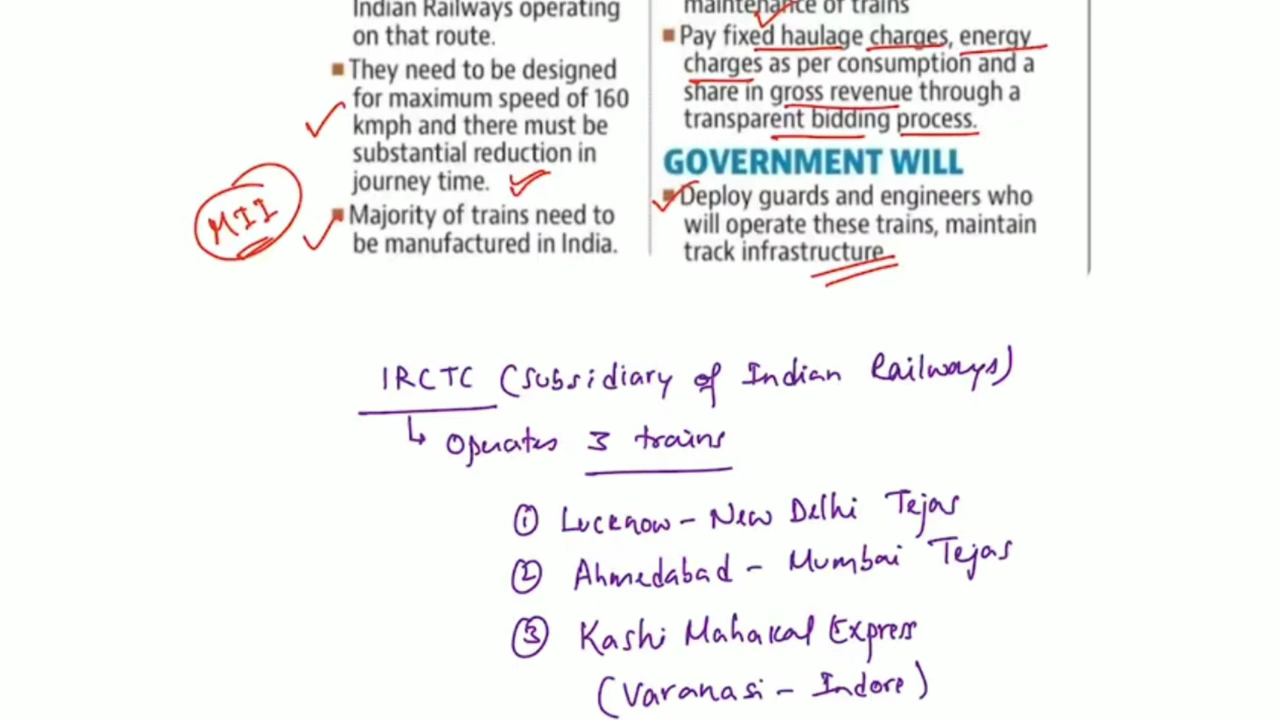 Indian Railways operating
on that route.
■ They need to be designed
for maximum speed of 160
kmph and there must be
substantial reduction in
journey time.
■ Majority of trains need to
be manufactured in India.
MII
maintenance of trains
■ Pay fixed haulage charges, energy
charges as per consumption and a
share in gross revenue through a
transparent bidding process.
GOVERNMENT WILL
■ Deploy guards and engineers who
will operate these trains, maintain
track infrastructure
IRCTC (Subsidiary of Indian Railways)
↳ Operates 3 trains
① Lucknow - New Delhi Tejas
② Ahmedabad - Mumbai Tejas
③ Kashi Mahakal Express
(Varanasi - Indore)